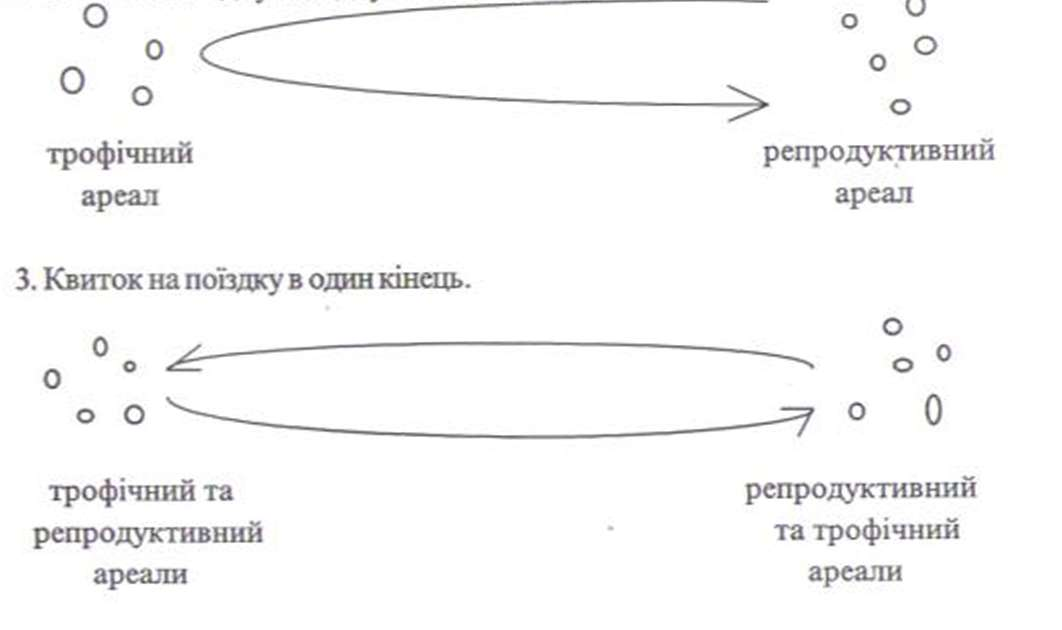 трофічний
ареал
репродуктивний
ареал
3. Квиток на поїздку в один кінець.
трофічний та
репродуктивний
ареали
репродуктивний
та трофічний
ареали